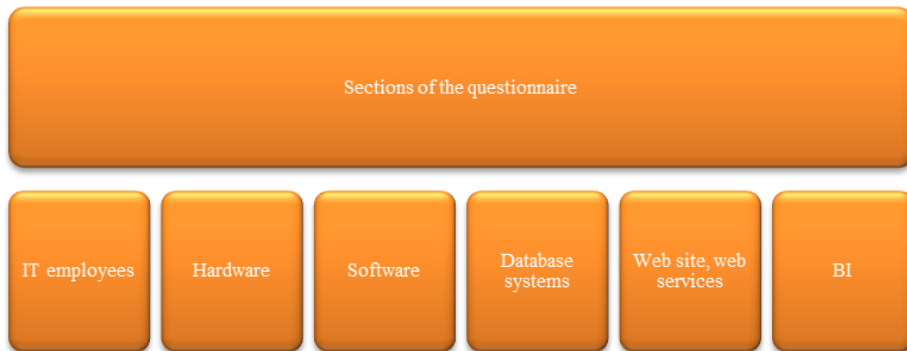 Sections of the questionnaire
IT employees
Hardware
Software
Database
systems
Web site, web
services
BI